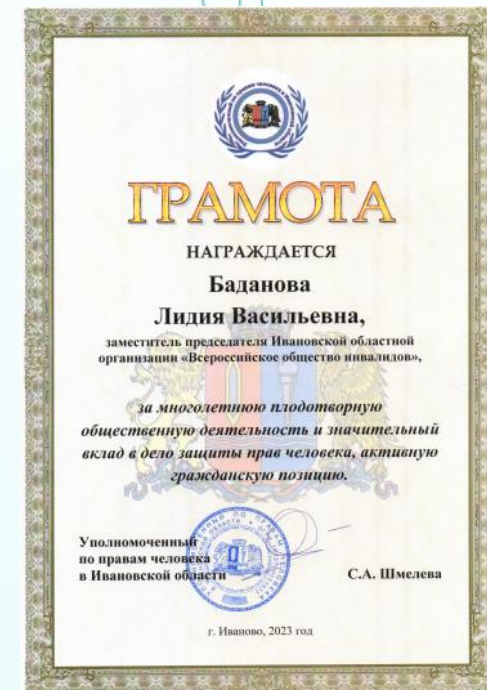 ГРАМОТА
НАГРАЖДАЕТСЯ
Баданова
Лидия Васильевна,
заместитель председателя Ивановской областной
организации «Всероссийское общество инвалидов»,
за многолетнюю плодотворную
общественную деятельность и значительный
вклад в дело защиты прав человека, активную
гражданскую позицию.
Уполномоченный
по правам человека
в Ивановской области
С.А. Шмелева
г. Иваново, 2023 год